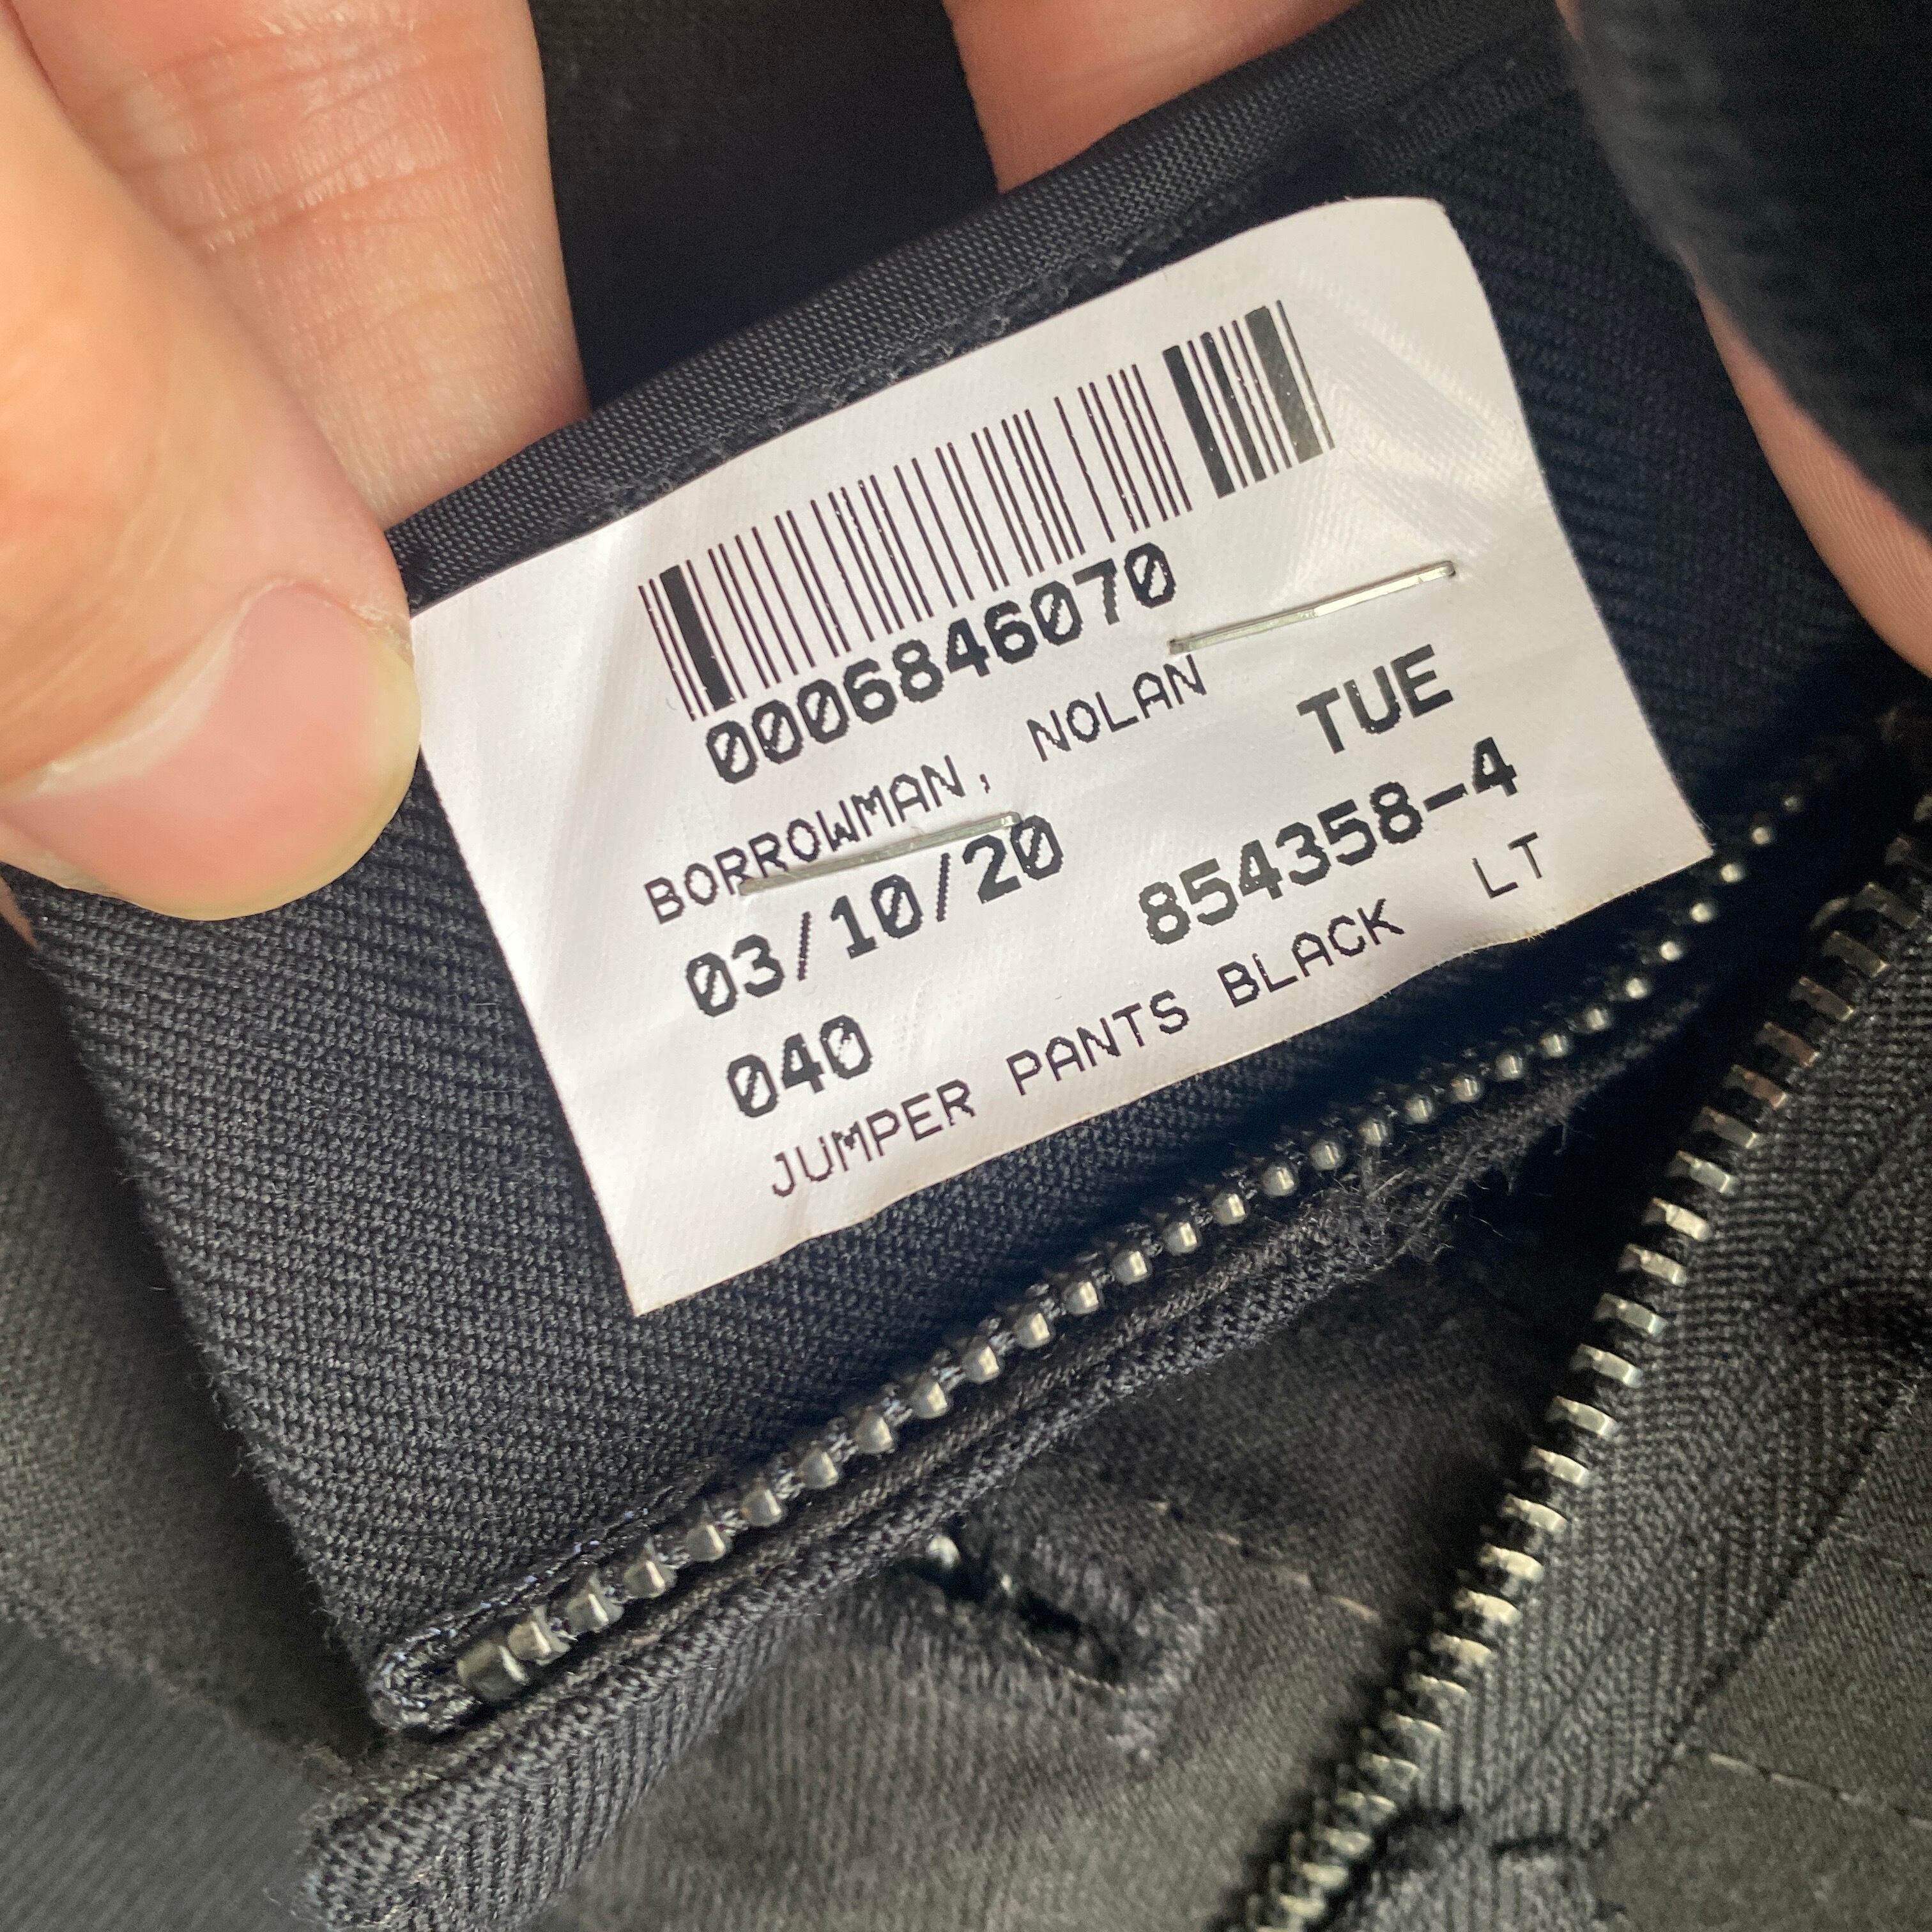 0006846070
BORROWMAN, NOLAN
TUE
03/10/20 854358-4
040
JUMPER PANTS BLACK LT